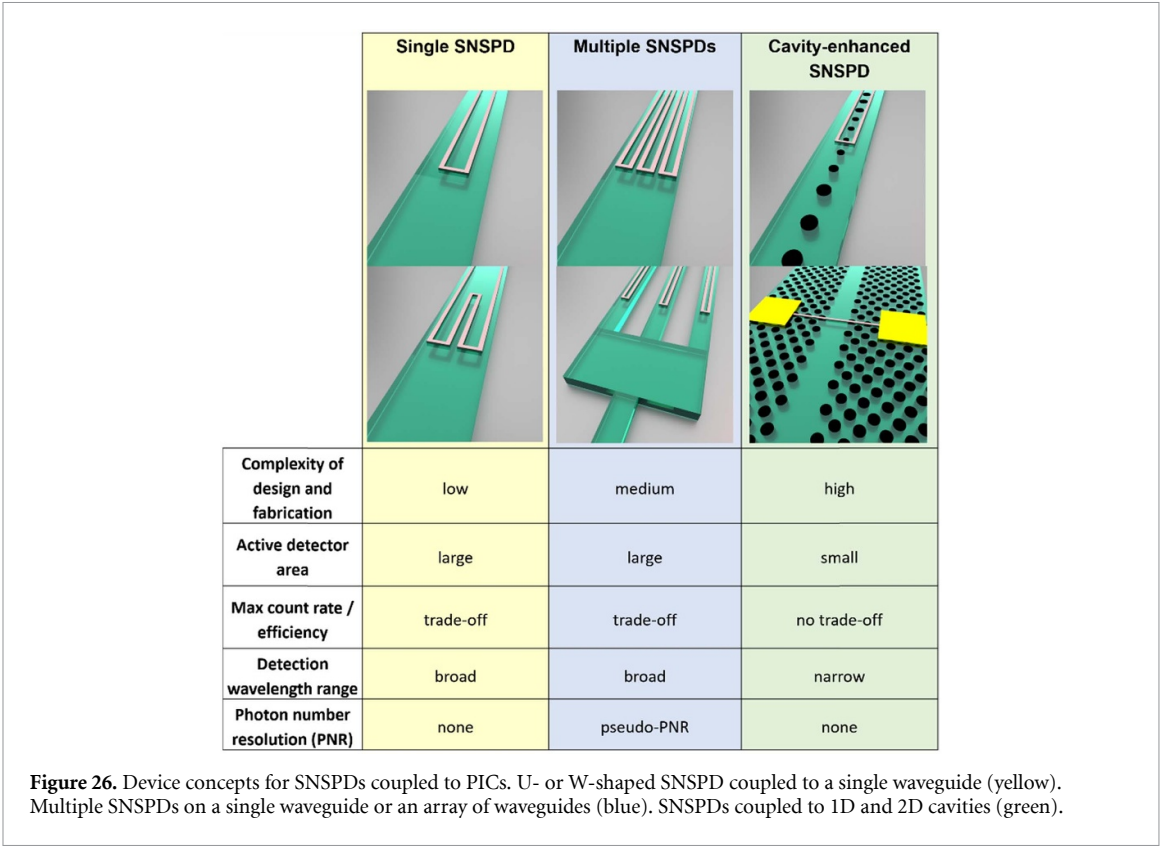 Single SNSPD
Multiple SNSPDs
Cavity-enhanced
SNSPD
Complexity of
design and
fabrication
low
medium
high
Active detector
area
large
large
small
Max count rate /
efficiency
trade-off
trade-off
no trade-off
Detection
wavelength range
broad
broad
narrow
Photon number
resolution (PNR)
none
pseudo-PNR
none
Figure 26. Device concepts for SNSPDs coupled to PICs. U- or W-shaped SNSPD coupled to a single waveguide (yellow).
Multiple SNSPDs on a single waveguide or an array of waveguides (blue). SNSPDs coupled to 1D and 2D cavities (green).